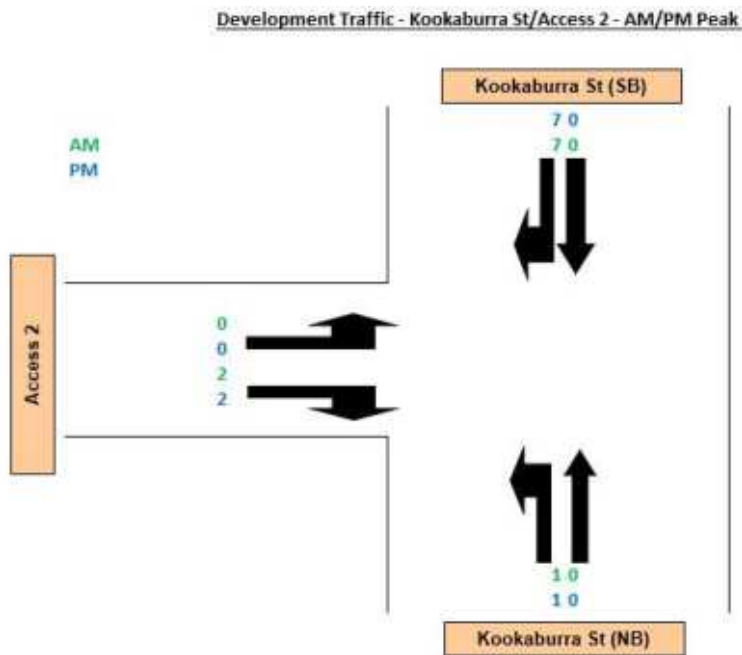 Development Traffic - Kookaburra St/Access 2 - AM/PM Peak
Kookaburra St (SB)
7 0
7 0
AM
PM
Access 2
0
0
2
2
1 0
1 0
Kookaburra St (NB)